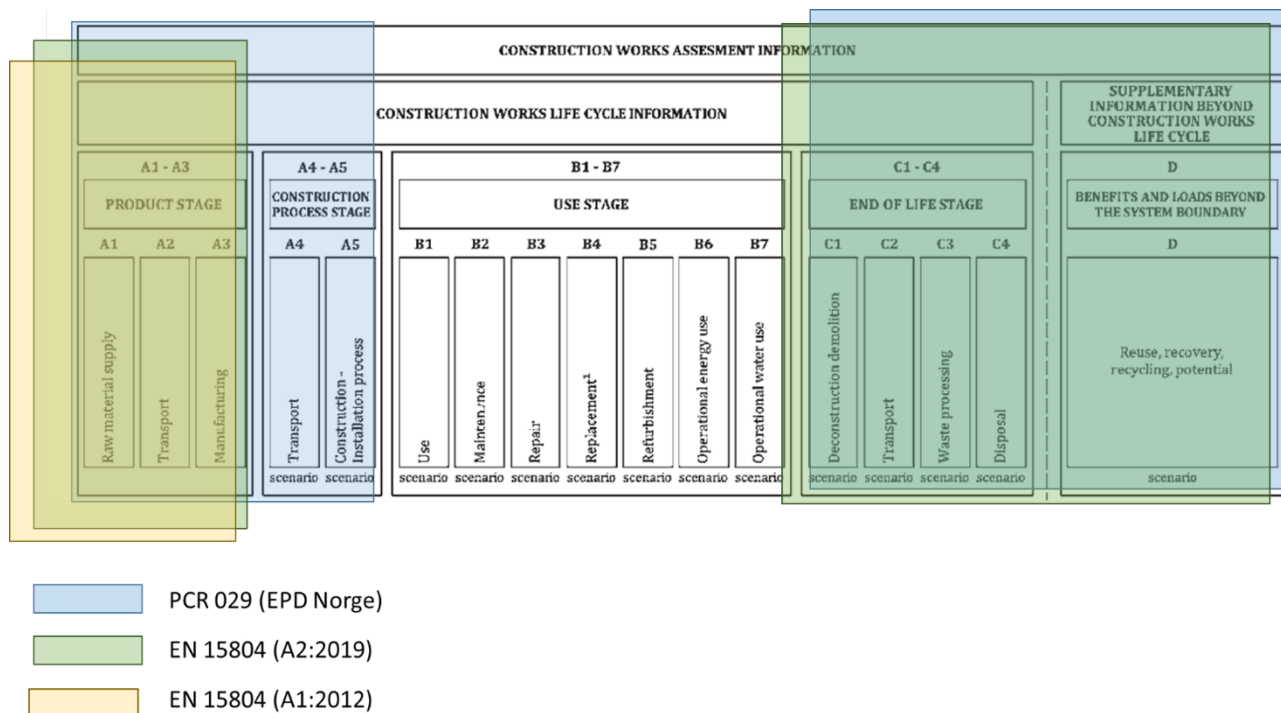 CONSTRUCTION WORKS ASSESMENT INFORMATION
CONSTRUCTION WORKS LIFE CYCLE INFORMATION
SUPPLEMENTARY
INFORMATION BEYOND
CONSTRUCTION WORKS
LIFE CYCLE
A1 - A3
A4 - A5
B1 - B7
C1 - C4
D
PRODUCT STAGE
CONSTRUCTION
PROCESS STAGE
USE STAGE
END OF LIFE STAGE
BENEFITS AND LOADS BEYOND
THE SYSTEM BOUNDARY
A1 A2 A3 A4 A5 B1 B2 B3 B4 B5 B6 B7 C1 C2 C3 C4 D
Raw material supply
Transport
Manufacturing
Transport
Construction -
Installation process
Use
Maintenance
Repair
Replacement¹
Refurbishment
Operational energy use
Operational water use
Deconstruction demolition
Transport
Waste processing
Disposal
Reuse, recovery,
recycling, potential
scenario scenario scenario scenario scenario scenario scenario scenario scenario scenario scenario scenario scenario scenario
PCR 029 (EPD Norge)
EN 15804 (A2:2019)
EN 15804 (A1:2012)